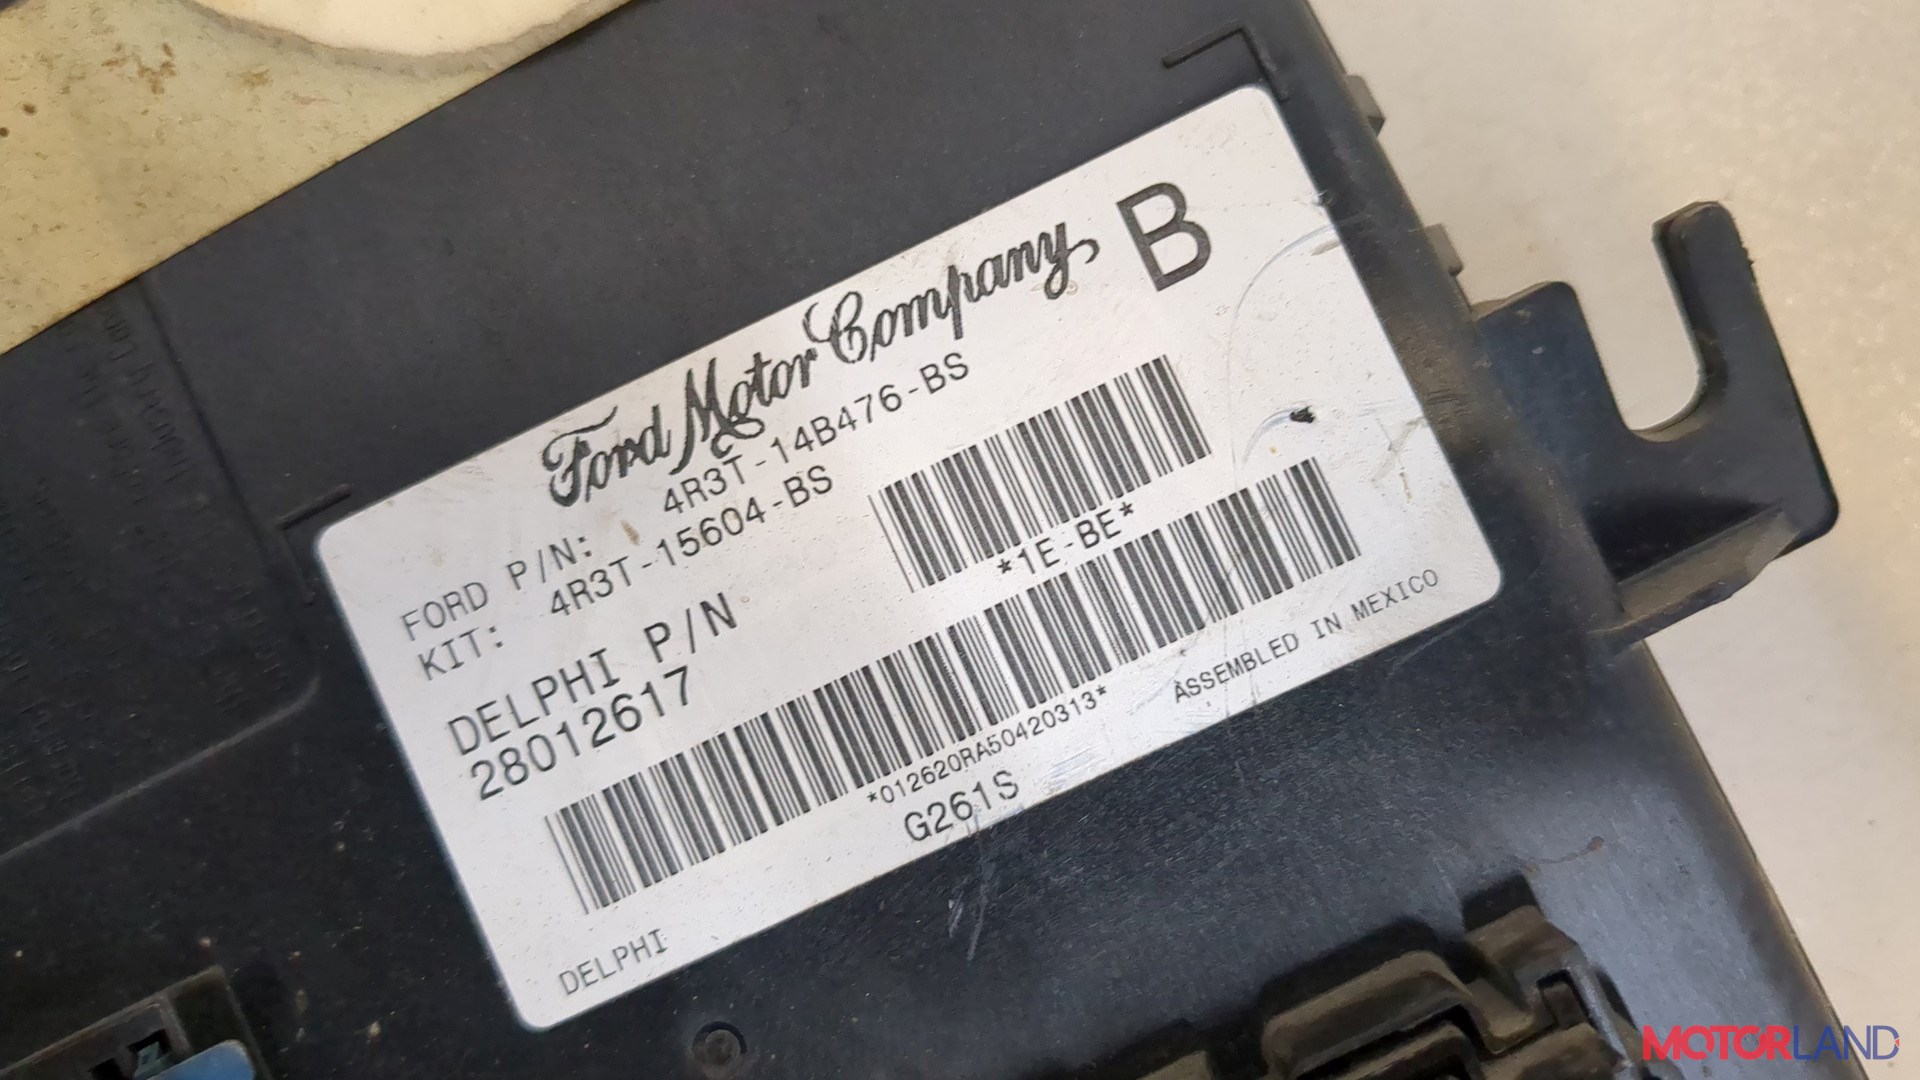 Ford Motor Company B
FORD P/N: 4R3T-14B476-BS
KIT: 4R3T-15604-BS
*1E-BE*
DELPHI P/N
28012617
*012620RA50420313*
ASSEMBLED IN MEXICO
G261S
DELPHI
MOTORLAND